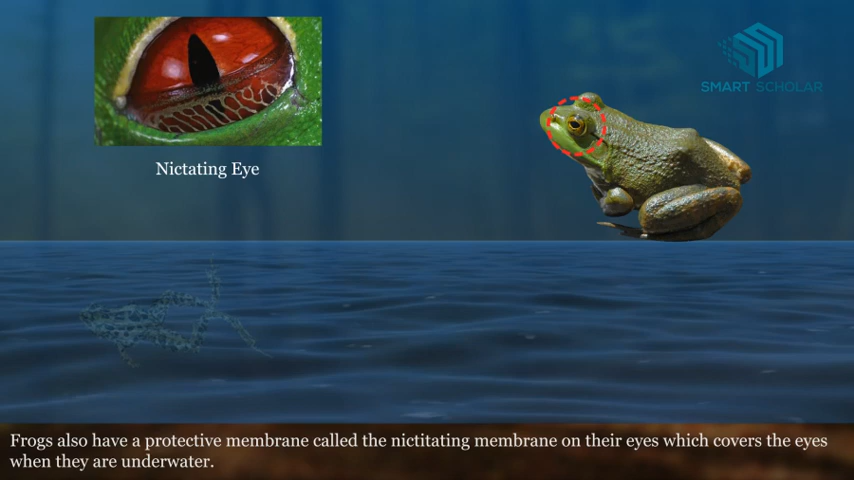 SMART SCHOLAR
Nictating Eye
Frogs also have a protective membrane called the nictitating membrane on their eyes which covers the eyes
when they are underwater.